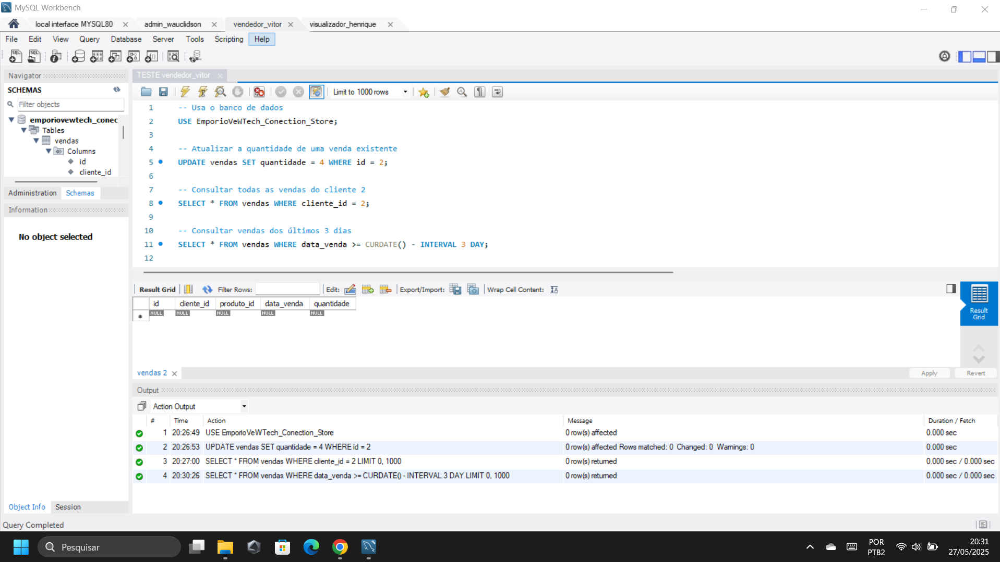 MySQL Workbench
local interface MYSQL80
admin_wauclidson
vendedor_vitor
visualizador_henrique
File Edit View Query Database Server Tools Scripting Help
Navigator
SCHEMAS
Filter objects
emporiovewtech_conec
Tables
vendas
Columns
id
cliente_id
Administration Schemas
Information
No object selected
Object Info Session
TESTE vendedor_vitor
Limit to 1000 rows
1 -- Usa o banco de dados
2 USE EmporioVeWTech_Conection_Store;
3
4 -- Atualizar a quantidade de uma venda existente
5 UPDATE vendas SET quantidade = 4 WHERE id = 2;
6
7 -- Consultar todas as vendas do cliente 2
8 SELECT * FROM vendas WHERE cliente_id = 2;
9
10 -- Consultar vendas dos últimos 3 dias
11 SELECT * FROM vendas WHERE data_venda >= CURDATE() - INTERVAL 3 DAY;
12
Result Grid Filter Rows: Edit: Export/Import: Wrap Cell Content:
id cliente_id produto_id data_venda quantidade
NULL NULL NULL NULL NULL
Result Grid
vendas 2
Apply Revert
Output
Action Output
# Time Action Message Duration / Fetch
1 20:26:49 USE EmporioVeWTech_Conection_Store 0 row(s) affected 0.000 sec
2 20:26:53 UPDATE vendas SET quantidade = 4 WHERE id = 2 0 row(s) affected Rows matched: 0 Changed: 0 Warnings: 0 0.000 sec
3 20:27:00 SELECT * FROM vendas WHERE cliente_id = 2 LIMIT 0, 1000 0 row(s) returned 0.000 sec / 0.000 sec
4 20:30:26 SELECT * FROM vendas WHERE data_venda >= CURDATE() - INTERVAL 3 DAY LIMIT 0, 1000 0 row(s) returned 0.000 sec / 0.000 sec
Query Completed
Pesquisar
POR
PTB2
20:31
27/05/2025